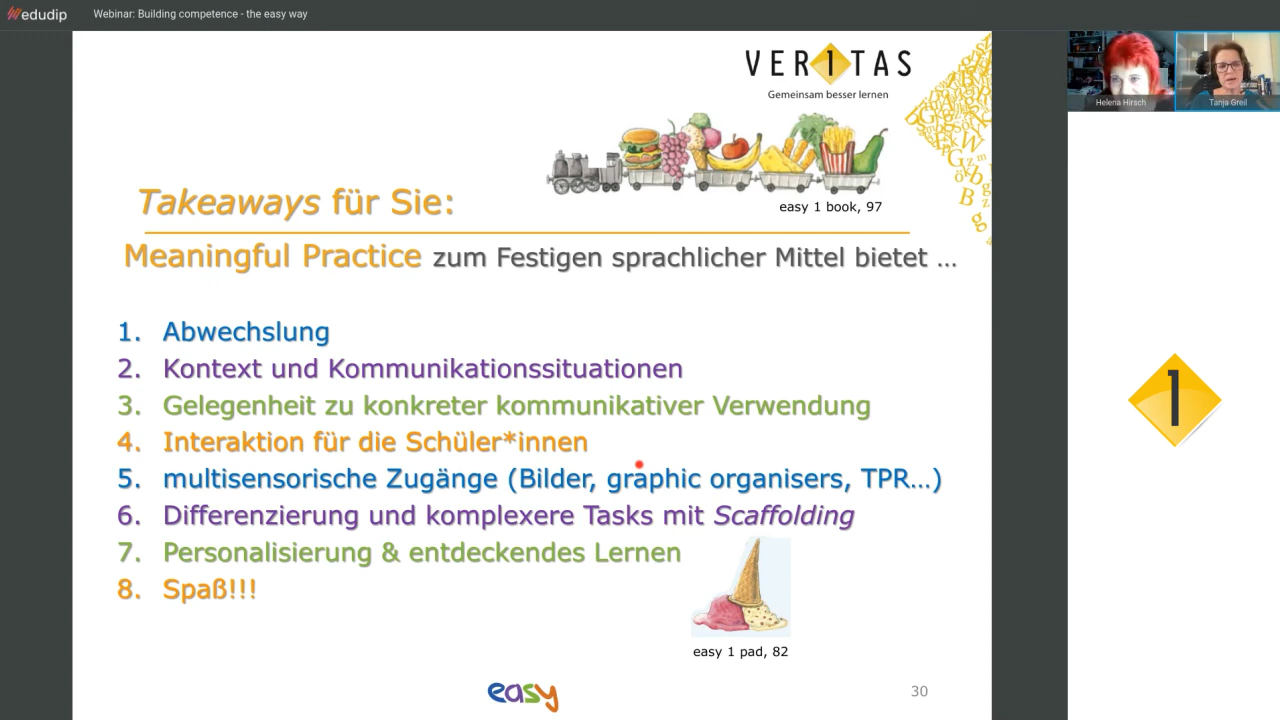 edudip
Webinar: Building competence - the easy way
VER1TAS
Gemeinsam besser lernen
Helena Hirsch
Tanja Greil
easy 1 book, 97
Takeaways für Sie:
Meaningful Practice zum Festigen sprachlicher Mittel bietet …
1. Abwechslung
2. Kontext und Kommunikationssituationen
3. Gelegenheit zu konkreter kommunikativer Verwendung
4. Interaktion für die Schüler*innen
5. multisensorische Zugänge (Bilder, graphic organisers, TPR…)
6. Differenzierung und komplexere Tasks mit Scaffolding
7. Personalisierung & entdeckendes Lernen
8. Spaß!!!
1
easy 1 pad, 82
easy
30